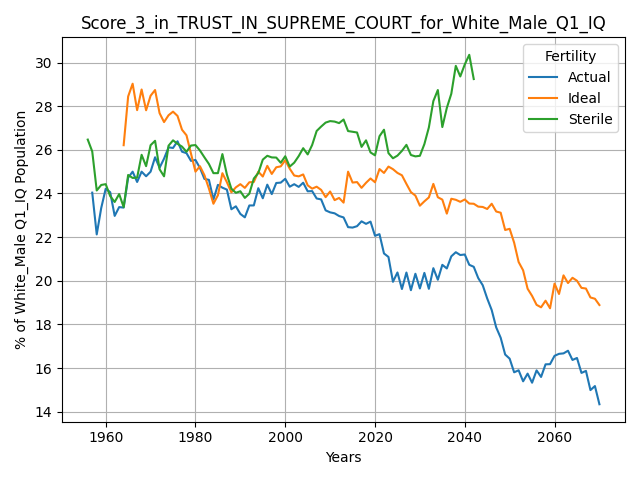 Score_3_in_TRUST_IN_SUPREME_COURT_for_White_Male_Q1_IQ
Fertility
Actual
Ideal
Sterile
% of White_Male Q1_IQ Population
30
28
26
24
22
20
18
16
14
1960 1980 2000 2020 2040 2060
Years